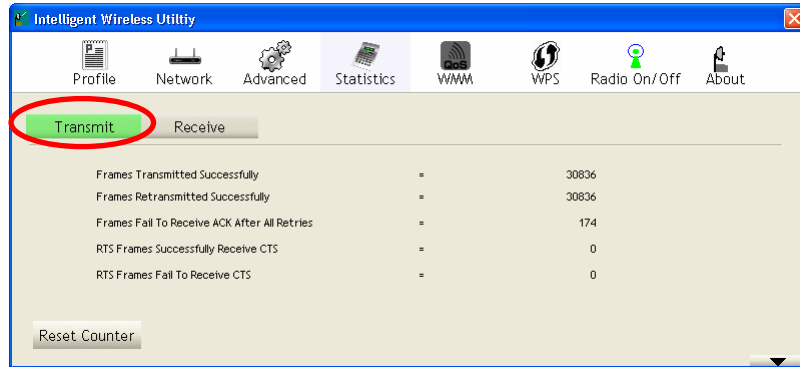 Intelligent Wireless Utiltiy
Profile Network Advanced Statistics QoS WMM WPS Radio On/Off About
Transmit Receive
Frames Transmitted Successfully = 30836
Frames Retransmitted Successfully = 30836
Frames Fail To Receive ACK After All Retries = 174
RTS Frames Successfully Receive CTS = 0
RTS Frames Fail To Receive CTS = 0
Reset Counter